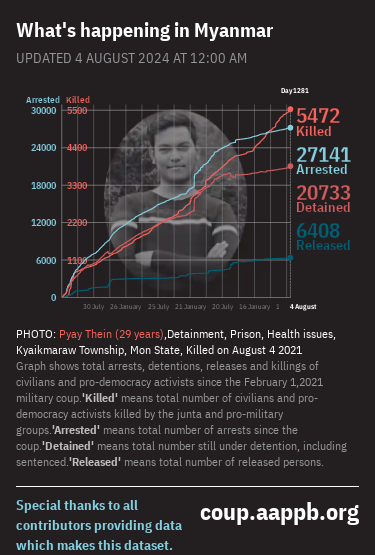 What's happening in Myanmar
UPDATED 4 AUGUST 2024 AT 12:00 AM
Day1281
Arrested Killed
30000 5500
24000 4400
18000 3300
12000 2200
6000 1100
0
5472
Killed
27141
Arrested
20733
Detained
6408
Released
30 July 26 January 25 July 21 January 20 July 16 January 1 4 August
PHOTO: Pyay Thein (29 years),Detainment, Prison, Health issues,
Kyaikmaraw Township, Mon State, Killed on August 4 2021
Graph shows total arrests, detentions, releases and killings of
civilians and pro-democracy activists since the February 1,2021
military coup.'Killed' means total number of civilians and pro-
democracy activists killed by the junta and pro-military
groups.'Arrested' means total number of arrests since the
coup.'Detained' means total number still under detention, including
sentenced.'Released' means total number of released persons.
Special thanks to all
contributors providing data
which makes this dataset.
coup.aappb.org